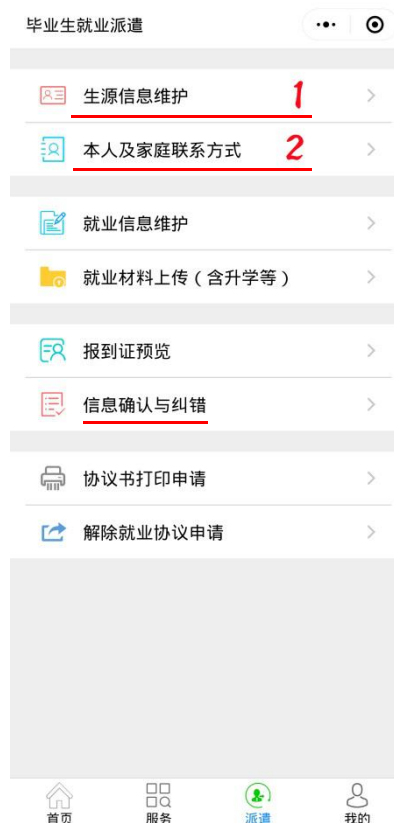 毕业生就业派遣
生源信息维护 1
本人及家庭联系方式 2
就业信息维护
就业材料上传（含升学等）
报到证预览
信息确认与纠错
协议书打印申请
解除就业协议申请
首页 服务 派遣 我的